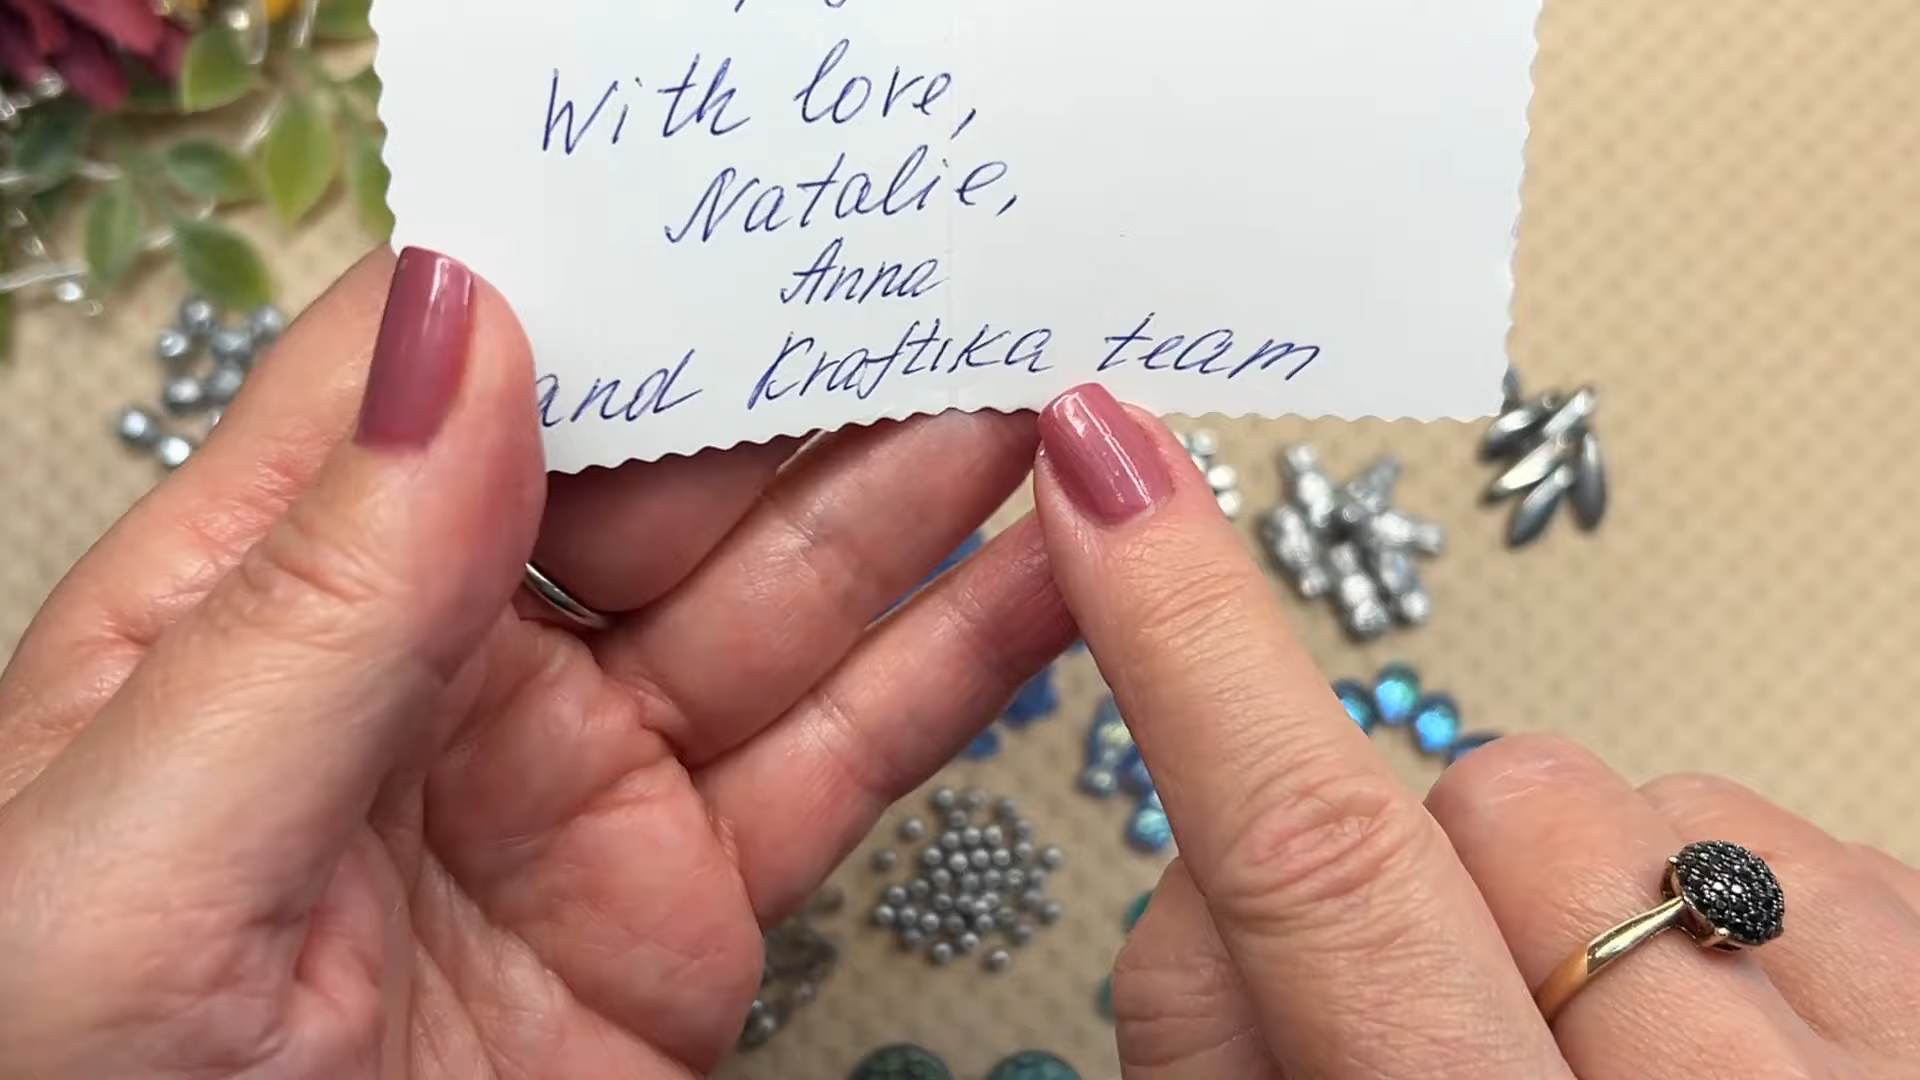 With love,
Natalie,
Anna
and Kraftika team